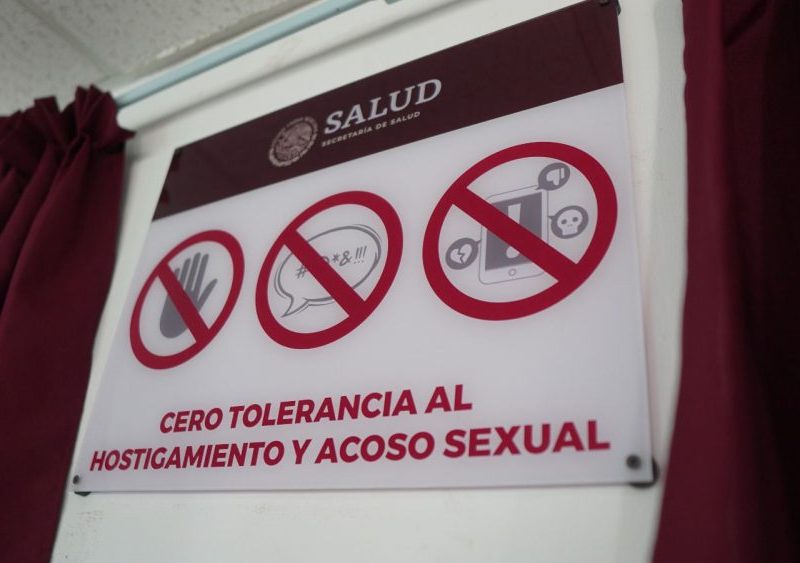 SALUD
SECRETARÍA DE SALUD
CERO TOLERANCIA AL
HOSTIGAMIENTO Y ACOSO SEXUAL